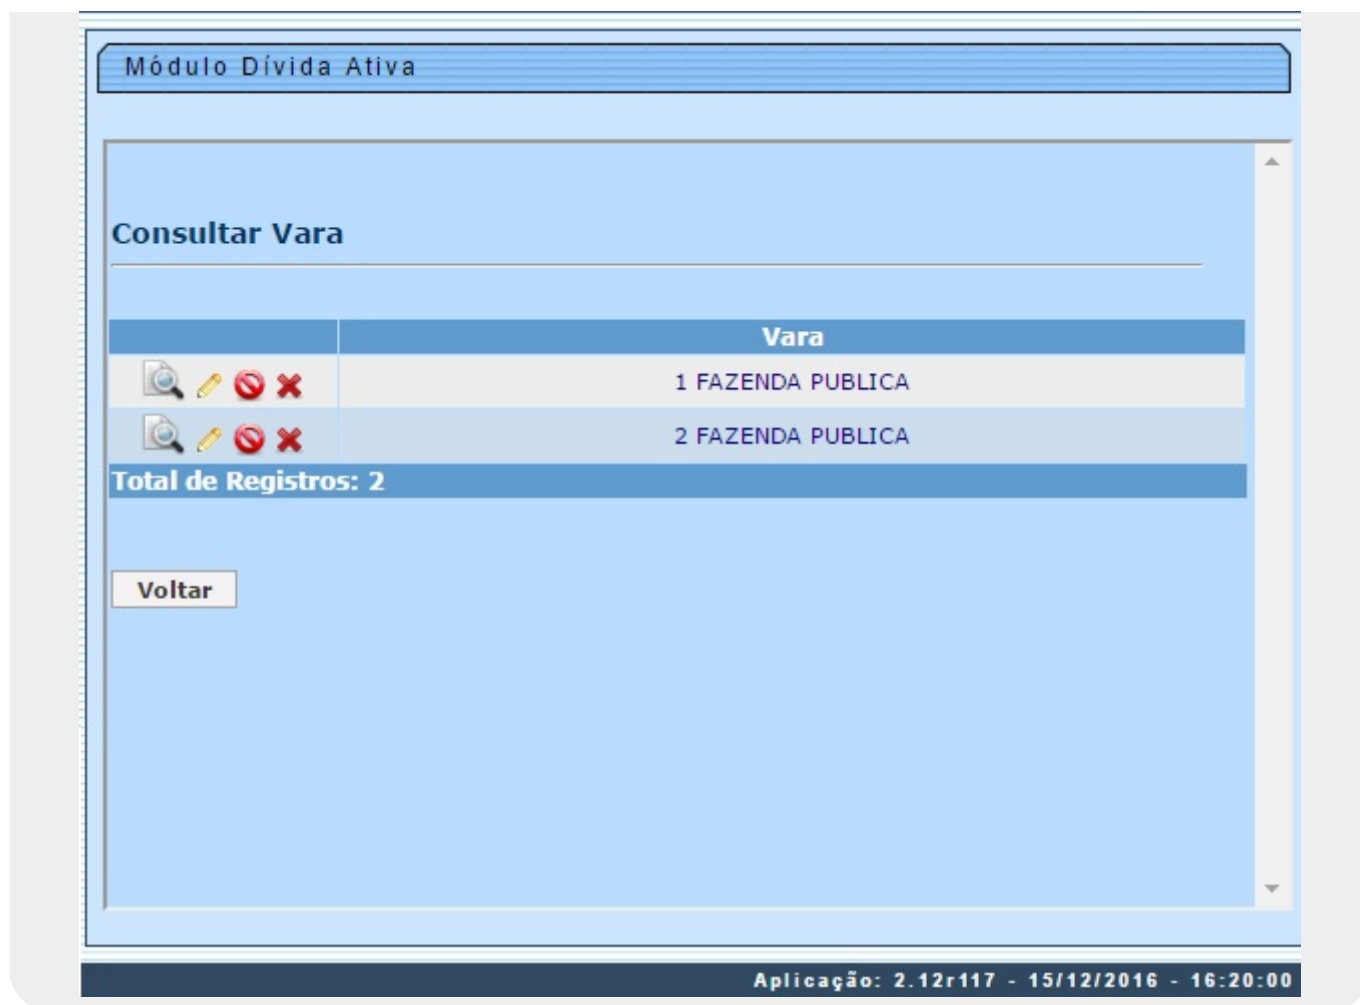 Módulo Dívida Ativa
Consultar Vara
Vara
1 FAZENDA PUBLICA
2 FAZENDA PUBLICA
Total de Registros: 2
Voltar
Aplicação: 2.12r117 - 15/12/2016 - 16:20:00